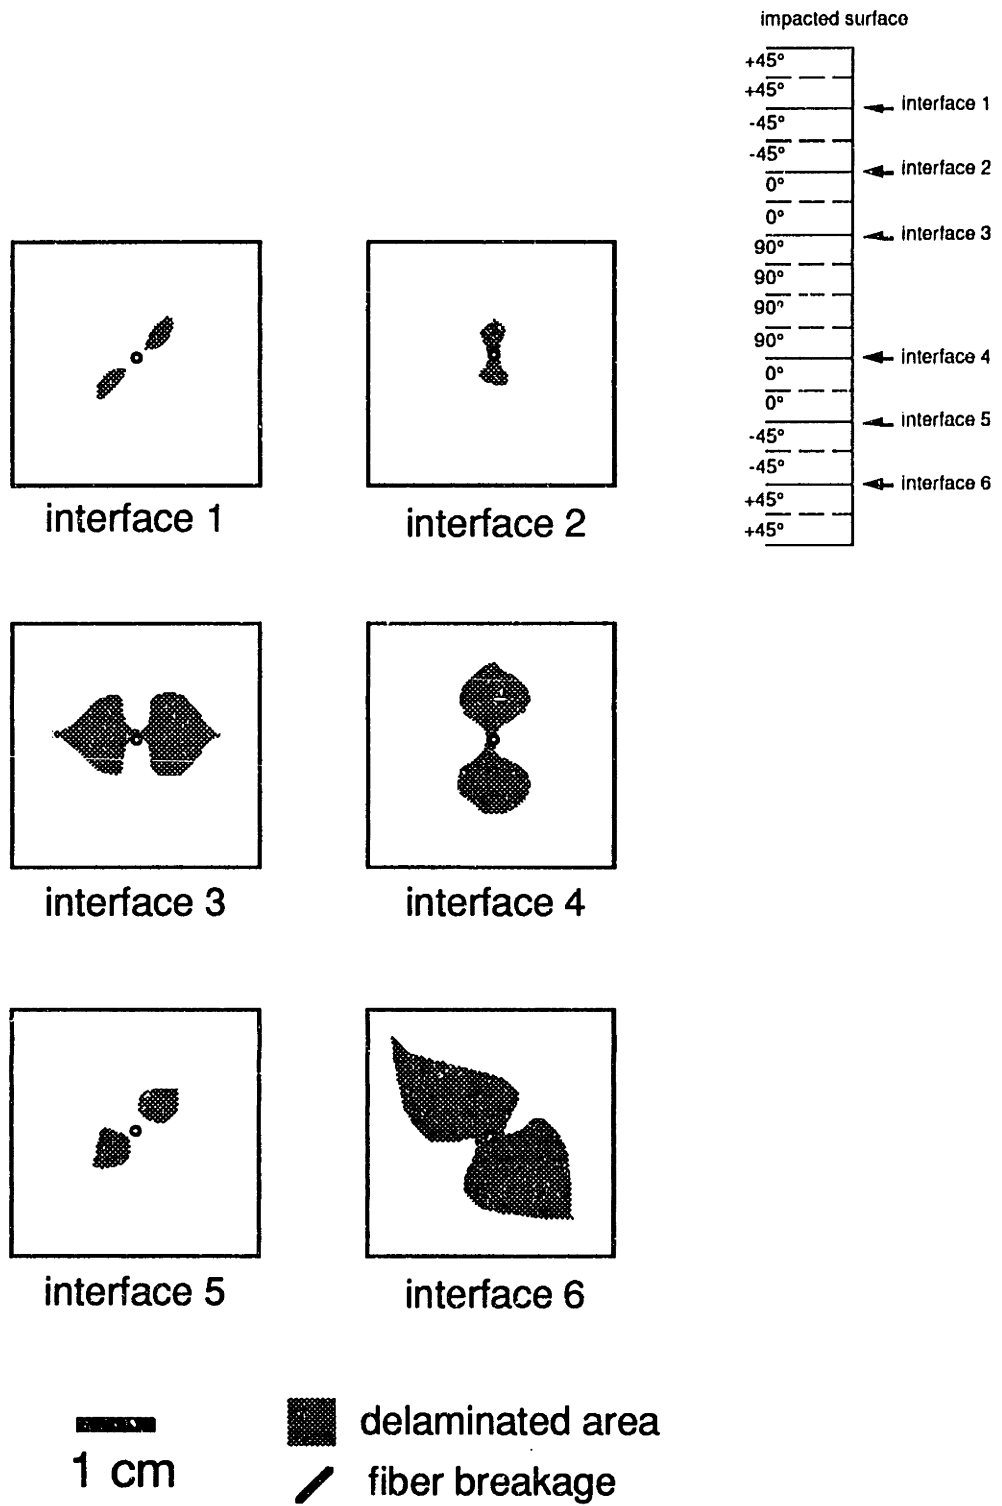 impacted surface
+45°
+45°
interface 1
-45°
-45°
interface 2
0°
0°
interface 3
90°
90°
90°
90°
interface 4
0°
0°
interface 5
-45°
-45°
interface 6
+45°
+45°
interface 1
interface 2
interface 3
interface 4
interface 5
interface 6
1 cm
delaminated area
fiber breakage